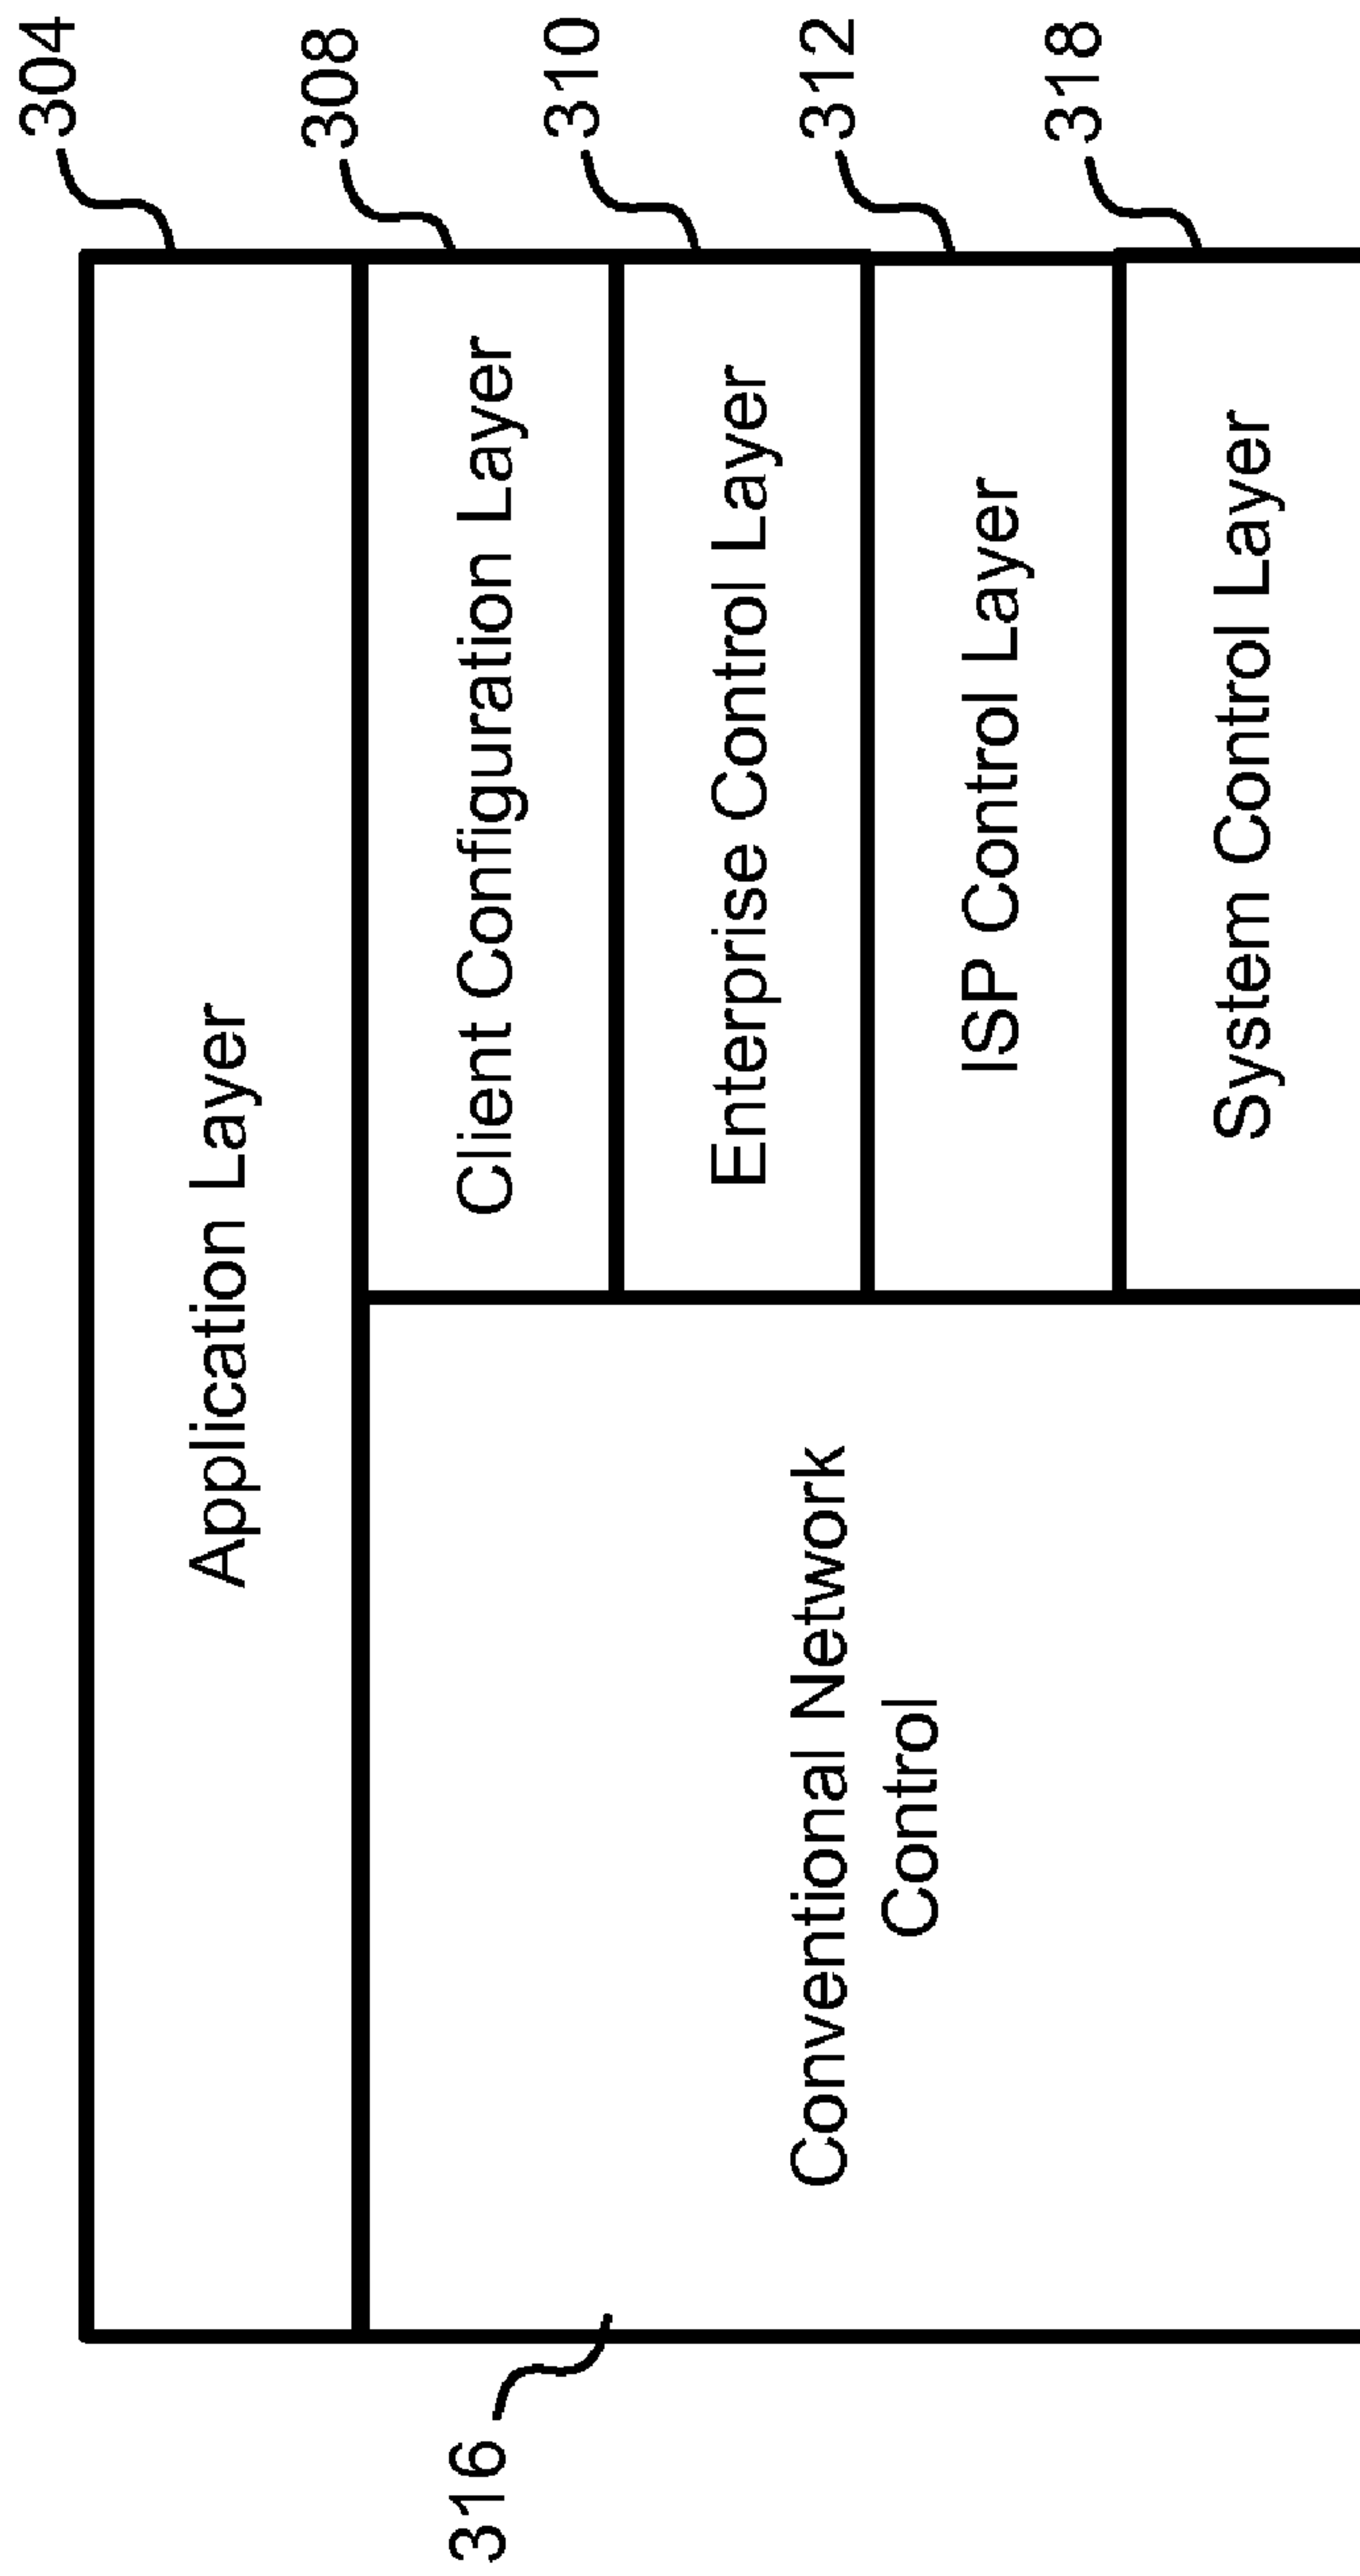 Application Layer
304
Client Configuration Layer
308
Enterprise Control Layer
310
ISP Control Layer
312
System Control Layer
318
316
Conventional Network
Control